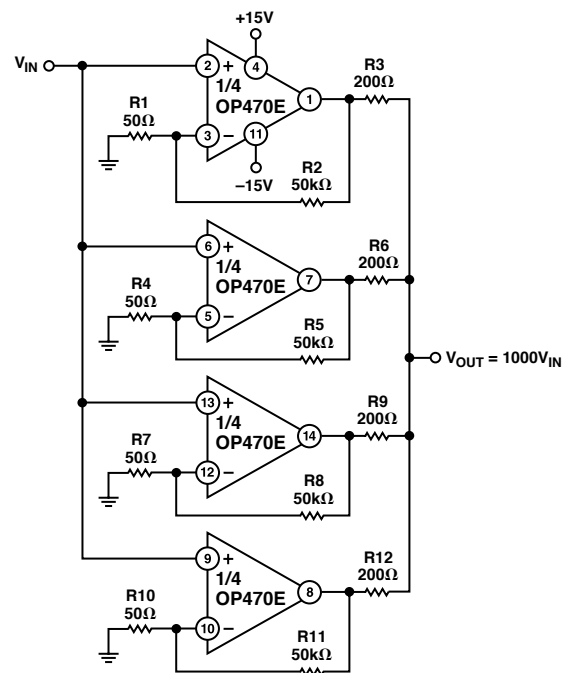 +15V
V_IN
2
+
4
R3
200Ω
1/4
OP470E
1
R1
50Ω
3
−
11
R2
50kΩ
−15V
6
+
R6
200Ω
1/4
OP470E
7
R4
50Ω
5
−
R5
50kΩ
V_OUT = 1000V_IN
13
+
R9
200Ω
1/4
OP470E
14
R7
50Ω
12
−
R8
50kΩ
9
+
R12
200Ω
1/4
OP470E
8
R10
50Ω
10
−
R11
50kΩ